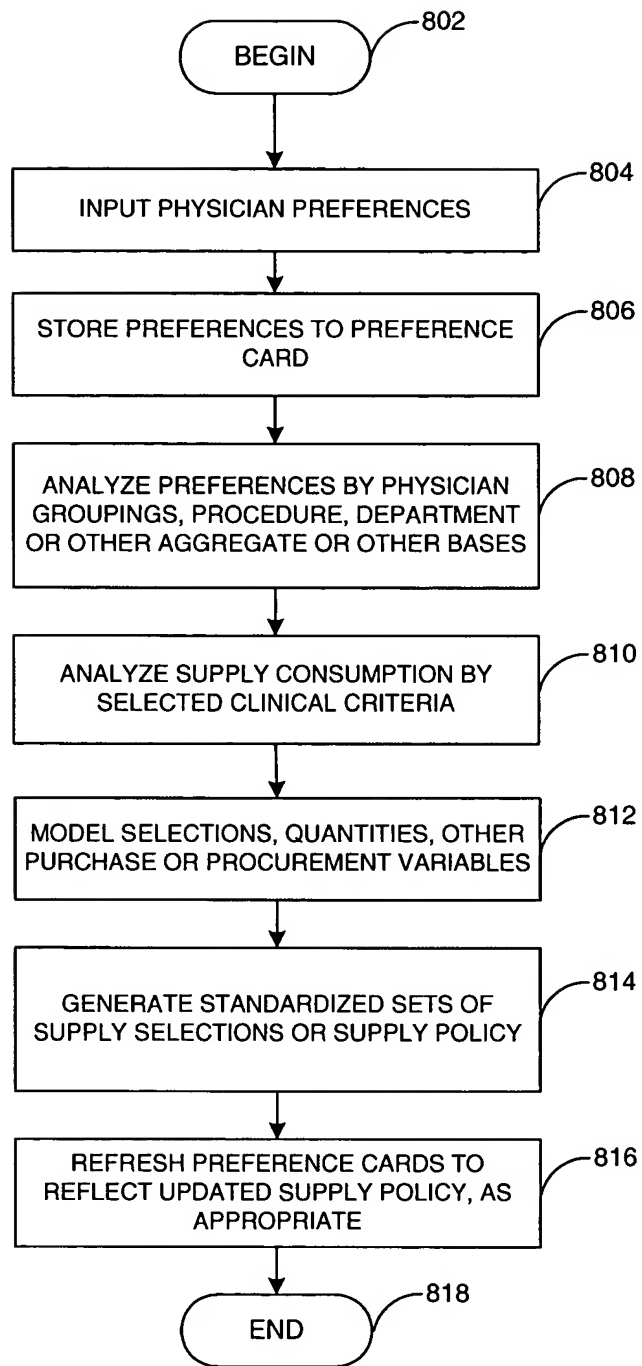 BEGIN
802
INPUT PHYSICIAN PREFERENCES
804
STORE PREFERENCES TO PREFERENCE
CARD
806
ANALYZE PREFERENCES BY PHYSICIAN
GROUPINGS, PROCEDURE, DEPARTMENT
OR OTHER AGGREGATE OR OTHER BASES
808
ANALYZE SUPPLY CONSUMPTION BY
SELECTED CLINICAL CRITERIA
810
MODEL SELECTIONS, QUANTITIES, OTHER
PURCHASE OR PROCUREMENT VARIABLES
812
GENERATE STANDARDIZED SETS OF
SUPPLY SELECTIONS OR SUPPLY POLICY
814
REFRESH PREFERENCE CARDS TO
REFLECT UPDATED SUPPLY POLICY, AS
APPROPRIATE
816
END
818